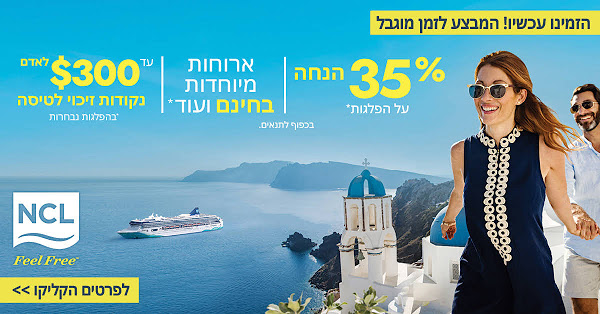 הזמינו עכשיו! המבצע לזמן מוגבל
35% הנחה
על הפלגות*
ארוחות
מיוחדות
בחינם ועוד*
בכפוף לתנאים.
עד $300 לאדם
נקודות זיכוי לטיסה
*בהפלגות נבחרות
NCL
Feel Free™
לפרטים הקליקו >>